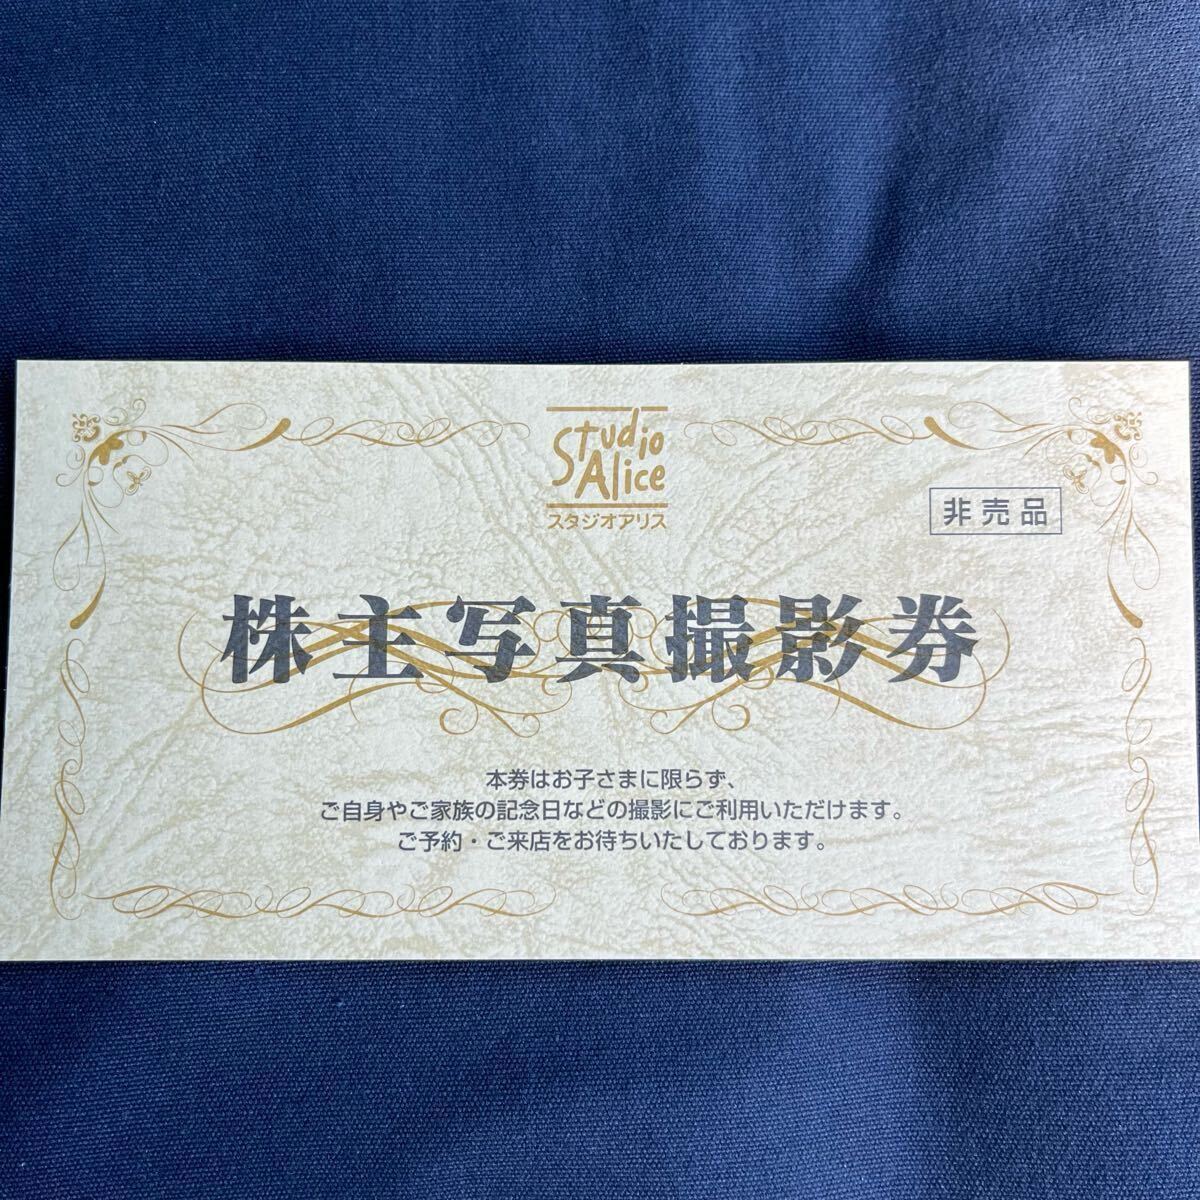 Studio
Alice
スタジオアリス
非売品
株主写真撮影券
本券はお子さまに限らず、
ご自身やご家族の記念日などの撮影にご利用いただけます。
ご予約・ご来店をお待ちいたしております。